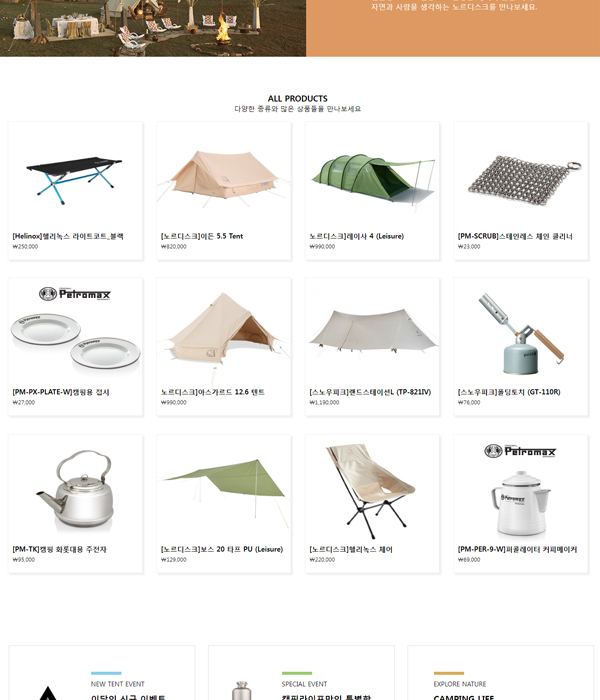 자연과 사람을 생각하는 노르디스크를 만나보세요.
ALL PRODUCTS
다양한 종류와 많은 상품들을 만나보세요
[Helinox]헬리녹스 라이트코트_블랙
₩250,000
[노르디스크]이든 5.5 Tent
₩820,000
노르디스크]레이사 4 (Leisure)
₩990,000
[PM-SCRUB]스테인레스 체인 클리너
₩23,000
Petromax
[PM-PX-PLATE-W]캠핑용 접시
₩27,000
노르디스크]아스가르드 12.6 텐트
₩990,000
[스노우피크]랜드스테이션L (TP-821IV)
₩1,190,000
[스노우피크]폴딩토치 (GT-110R)
₩76,000
[PM-TK]캠핑 화롯대용 주전자
₩95,000
[노르디스크]보스 20 타프 PU (Leisure)
₩129,000
[노르디스크]헬리녹스 체어
₩220,000
Petromax
Petromax
[PM-PER-9-W]퍼콜레이터 커피메이커
₩69,000
NEW TENT EVENT
이달의 신규 이벤트
SPECIAL EVENT
캠핑라이프만의 특별함
EXPLORE NATURE
CAMPING LIFE